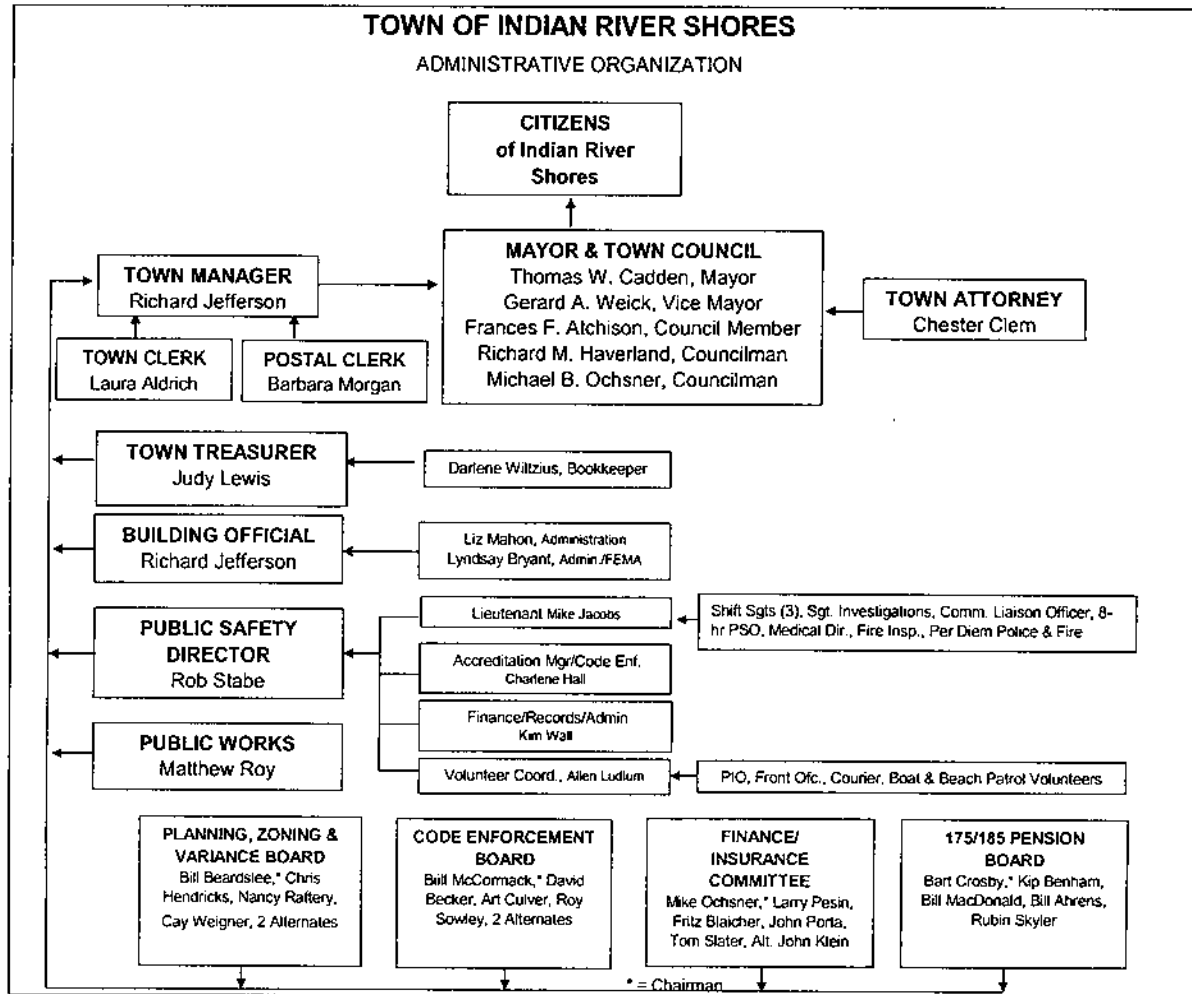 TOWN OF INDIAN RIVER SHORES
ADMINISTRATIVE ORGANIZATION
CITIZENS
of Indian River
Shores
MAYOR & TOWN COUNCIL
Thomas W. Cadden, Mayor
Gerard A. Weick, Vice Mayor
Frances F. Atchison, Council Member
Richard M. Haverland, Councilman
Michael B. Ochsner, Councilman
TOWN MANAGER
Richard Jefferson
TOWN ATTORNEY
Chester Clem
TOWN CLERK
Laura Aldrich
POSTAL CLERK
Barbara Morgan
TOWN TREASURER
Judy Lewis
Darlene Wiltzius, Bookkeeper
BUILDING OFFICIAL
Richard Jefferson
Liz Mahon, Administration
Lyndsay Bryant, Admin./FEMA
PUBLIC SAFETY
DIRECTOR
Rob Stabe
Lieutenant Mike Jacobs
Shift Sgts (3), Sgt. Investigations, Comm. Liaison Officer, 8-
hr PSO, Medical Dir., Fire Insp., Per Diem Police & Fire
Accreditation Mgr/Code Enf.
Charlene Hall
Finance/Records/Admin
Kim Wall
PUBLIC WORKS
Matthew Roy
Volunteer Coord., Allen Ludlum
PIO, Front Ofc., Courier, Boat & Beach Patrol Volunteers
PLANNING, ZONING &
VARIANCE BOARD
Bill Beardslee,* Chris
Hendricks, Nancy Raftery,
Cay Weigner, 2 Alternates
CODE ENFORCEMENT
BOARD
Biill McCormack,* David
Becker, Art Culver, Roy
Sowley, 2 Alternates
FINANCE/
INSURANCE
COMMITTEE
Mike Ochsner,* Larry Pesin,
Fritz Blaicher, John Porta,
Tom Slater, Alt. John Klein
175/185 PENSION
BOARD
Bart Crosby,* Kip Benham,
Bill MacDonald, Bill Ahrens,
Rubin Skyler
* = Chairman